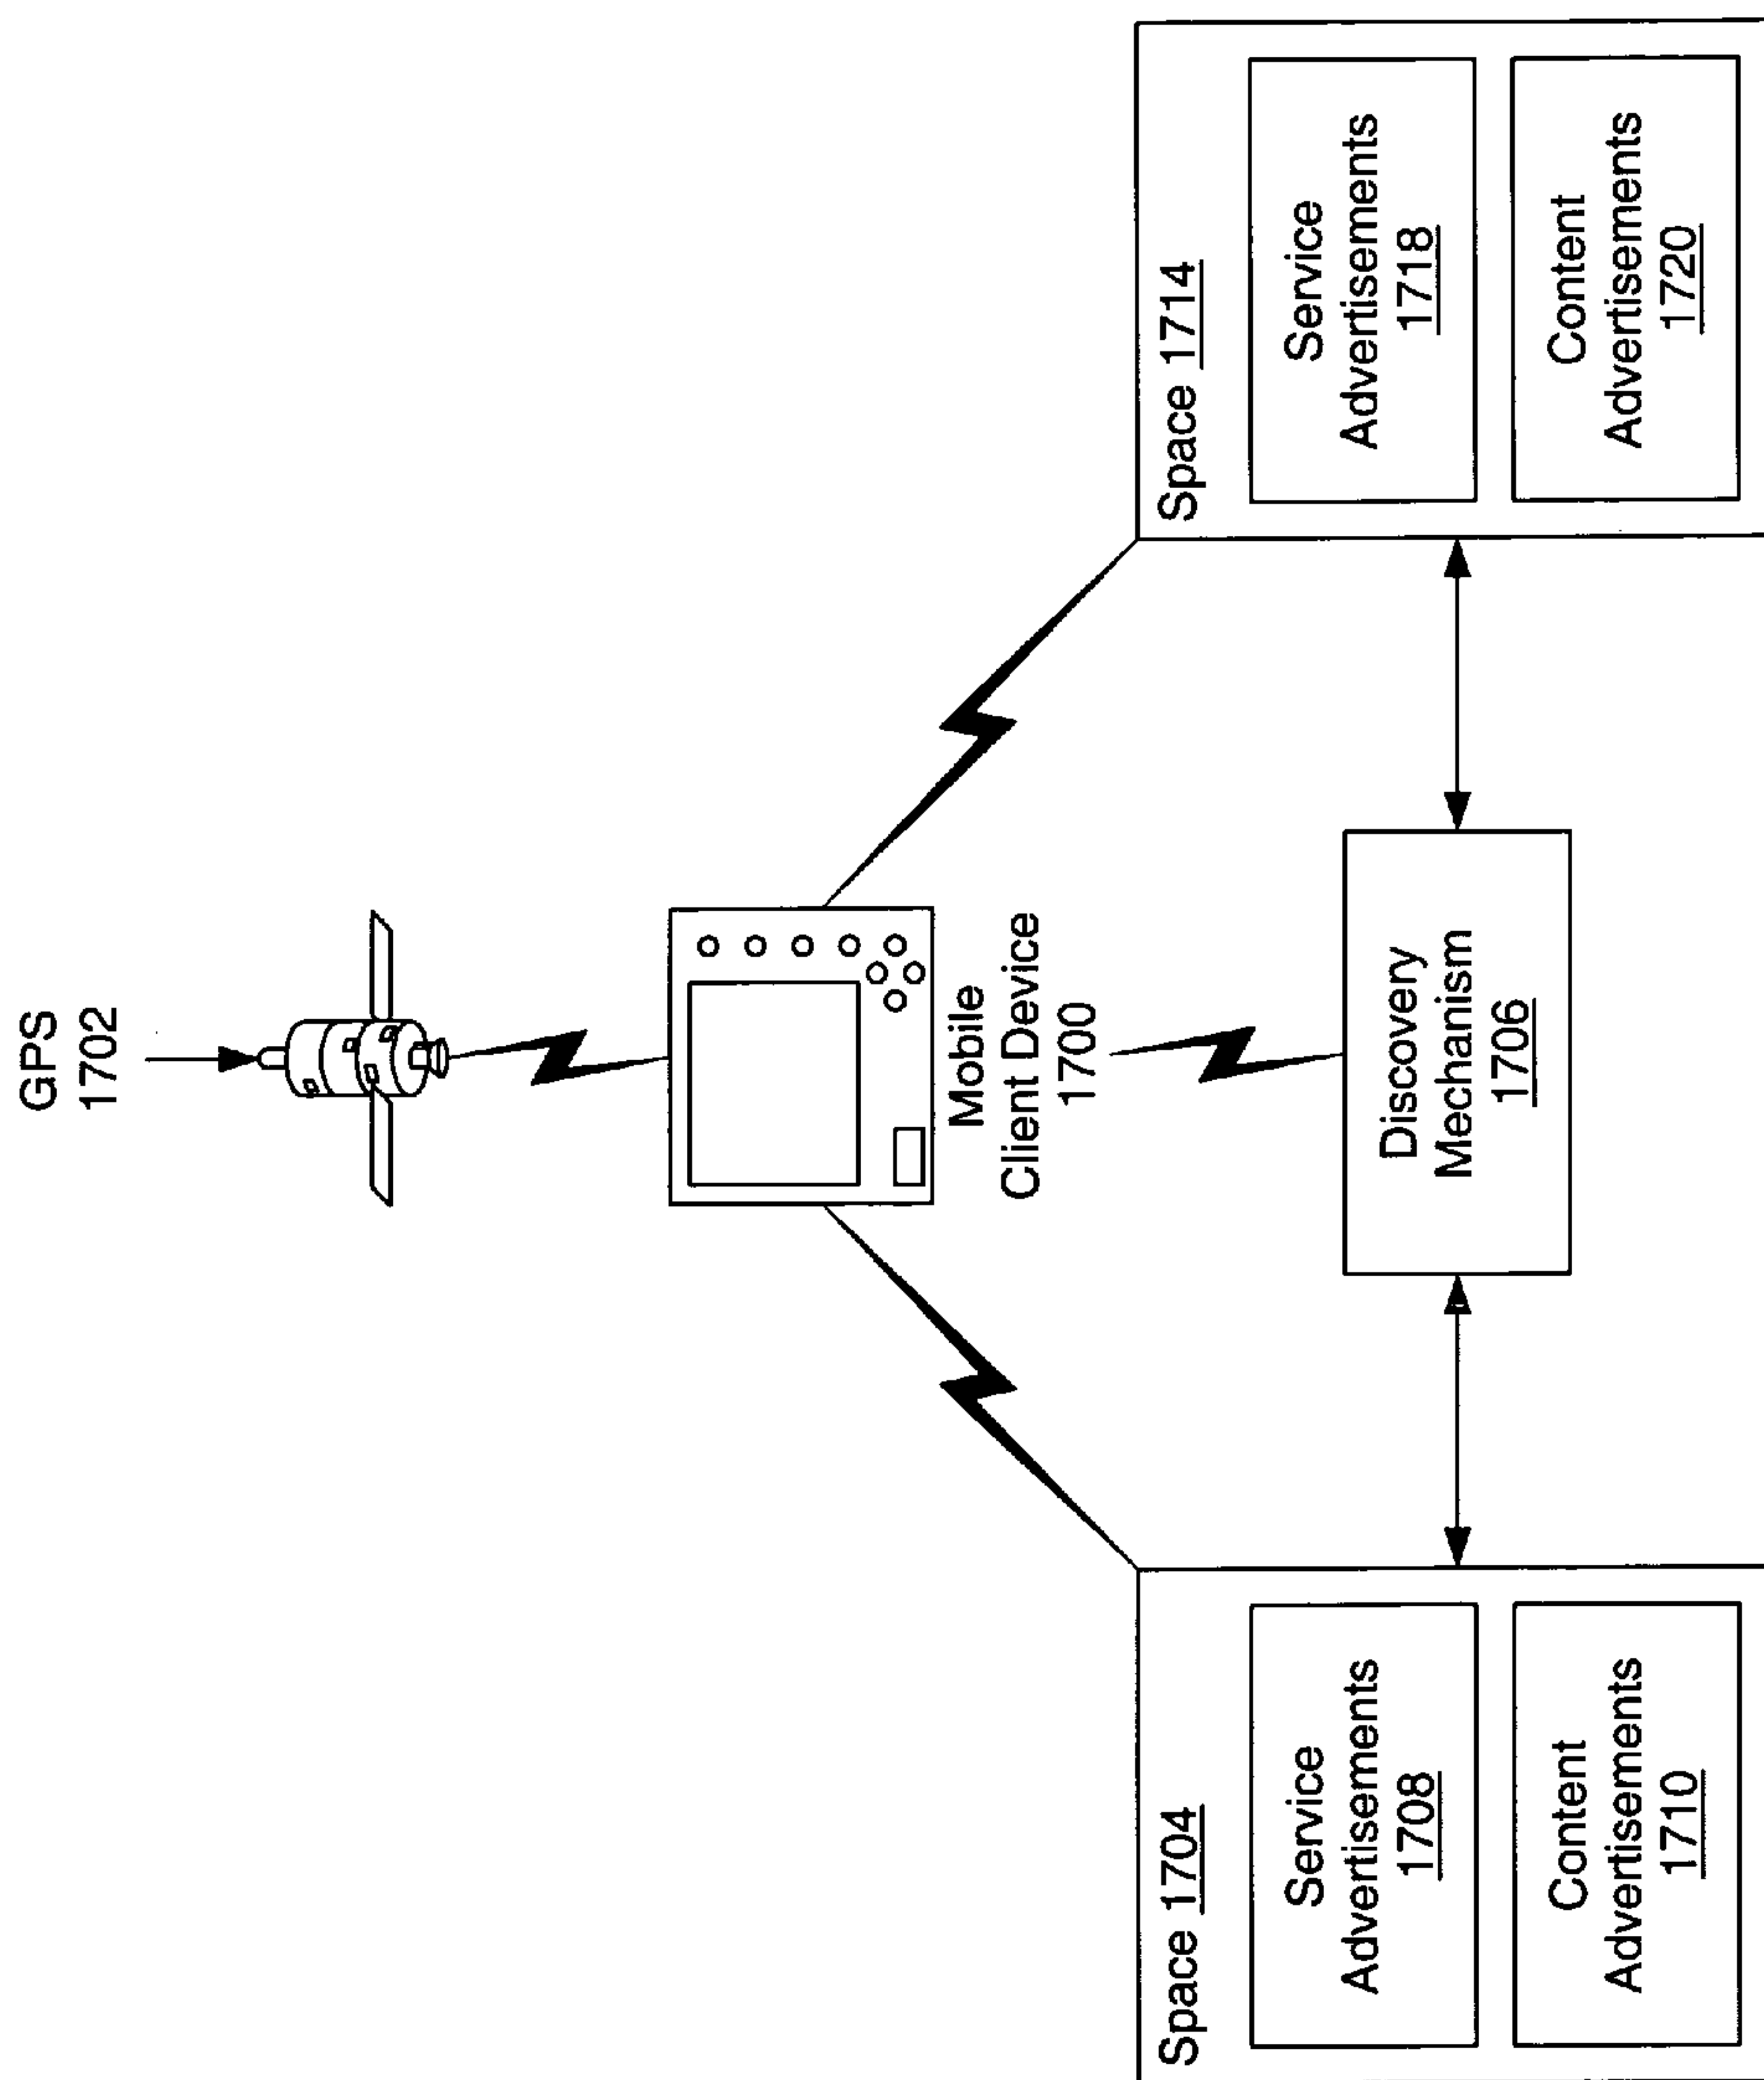 GPS
1702
Mobile
Client Device
1700
Discovery
Mechanism
1706
Space 1704
Service
Advertisements
1708
Content
Advertisements
1710
Space 1714
Service
Advertisements
1718
Content
Advertisements
1720